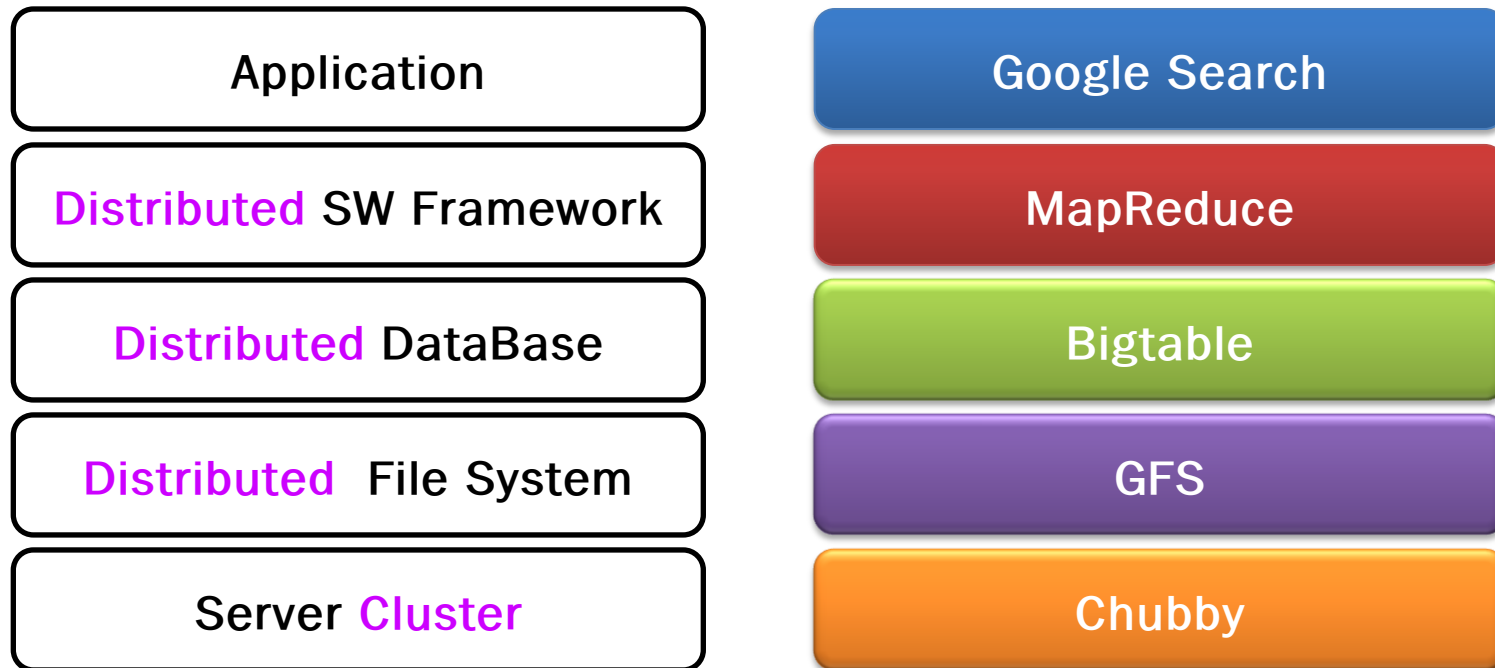 Application
Google Search
Distributed SW Framework
MapReduce
Distributed DataBase
Bigtable
Distributed File System
GFS
Server Cluster
Chubby